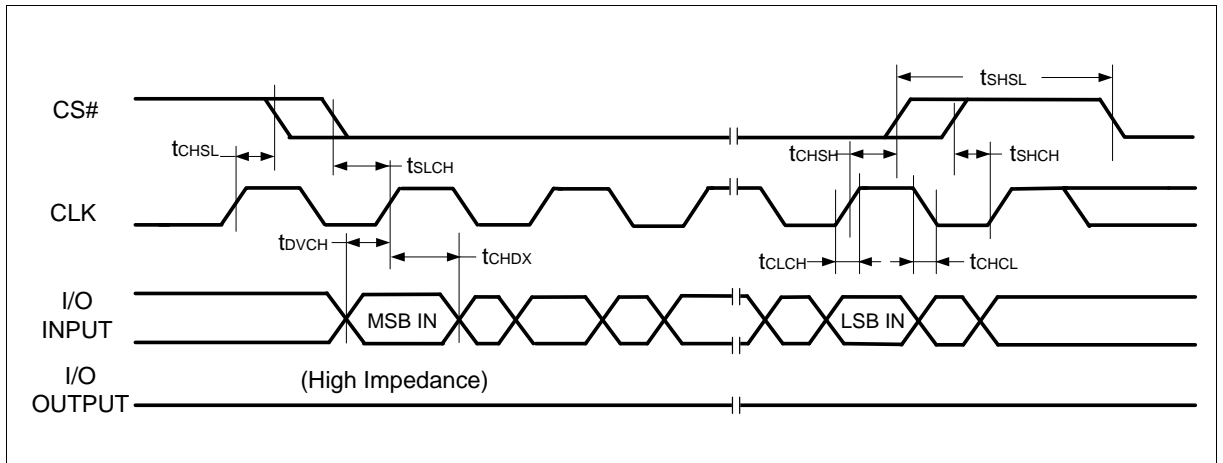 tSHSL
CS#
tCHSL
tSLCH
tCHSH
tSHCH
CLK
tDVCH
tCHDX
tCLCH
tCHCL
I/O
INPUT
MSB IN
LSB IN
I/O
OUTPUT
(High Impedance)